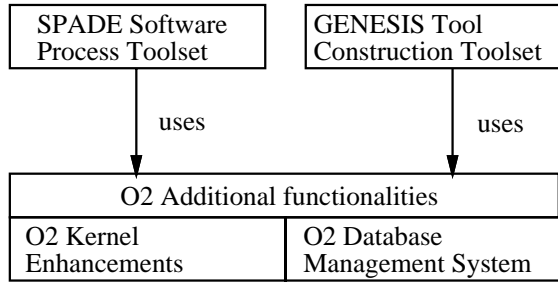 SPADE Software
Process Toolset
GENESIS Tool
Construction Toolset
uses
uses
O2 Additional functionalities
O2 Kernel
Enhancements
O2 Database
Management System